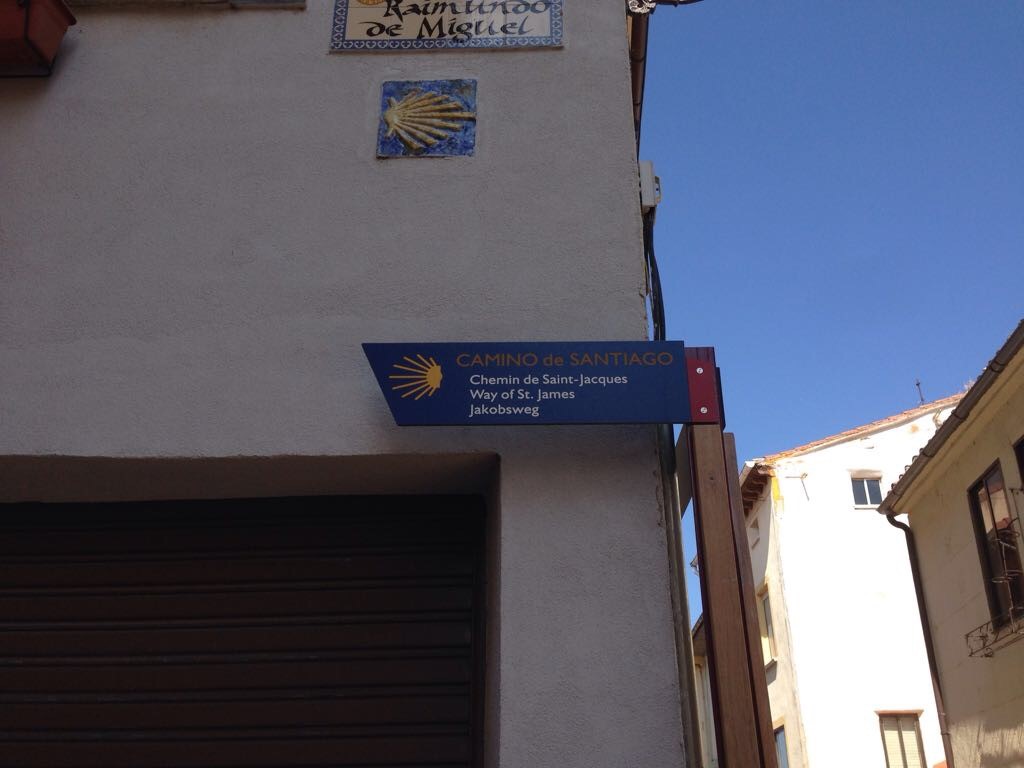 Raimundo
de Miguel
CAMINO de SANTIAGO
Chemin de Saint-Jacques
Way of St. James
Jakobsweg